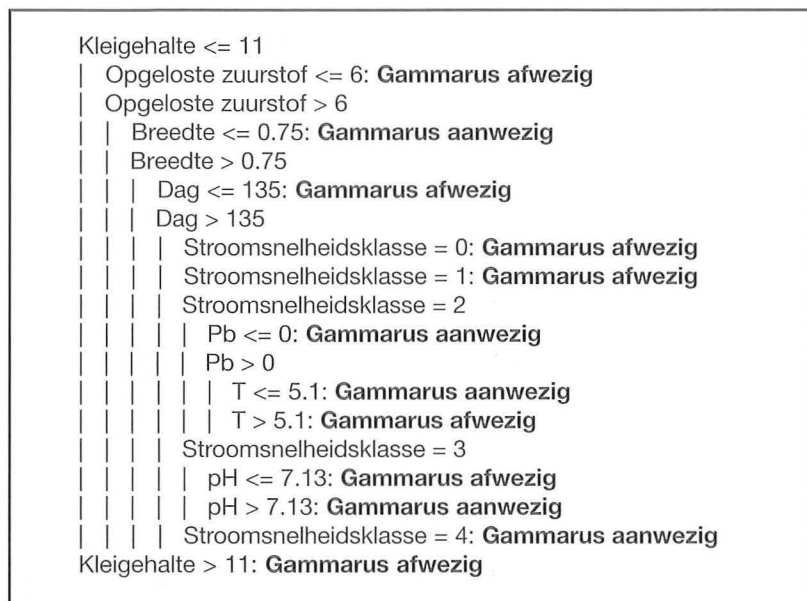 Kleigehalte <= 11
| Opgeloste zuurstof <= 6: Gammarus afwezig
| Opgeloste zuurstof > 6
| | Breedte <= 0.75: Gammarus aanwezig
| | Breedte > 0.75
| | | Dag <= 135: Gammarus afwezig
| | | Dag > 135
| | | | Stroomsnelheidsklasse = 0: Gammarus afwezig
| | | | Stroomsnelheidsklasse = 1: Gammarus afwezig
| | | | Stroomsnelheidsklasse = 2
| | | | | Pb <= 0: Gammarus aanwezig
| | | | | Pb > 0
| | | | | | T <= 5.1: Gammarus aanwezig
| | | | | | T > 5.1: Gammarus afwezig
| | | | Stroomsnelheidsklasse = 3
| | | | | pH <= 7.13: Gammarus afwezig
| | | | | pH > 7.13: Gammarus aanwezig
| | | | Stroomsnelheidsklasse = 4: Gammarus aanwezig
Kleigehalte > 11: Gammarus afwezig